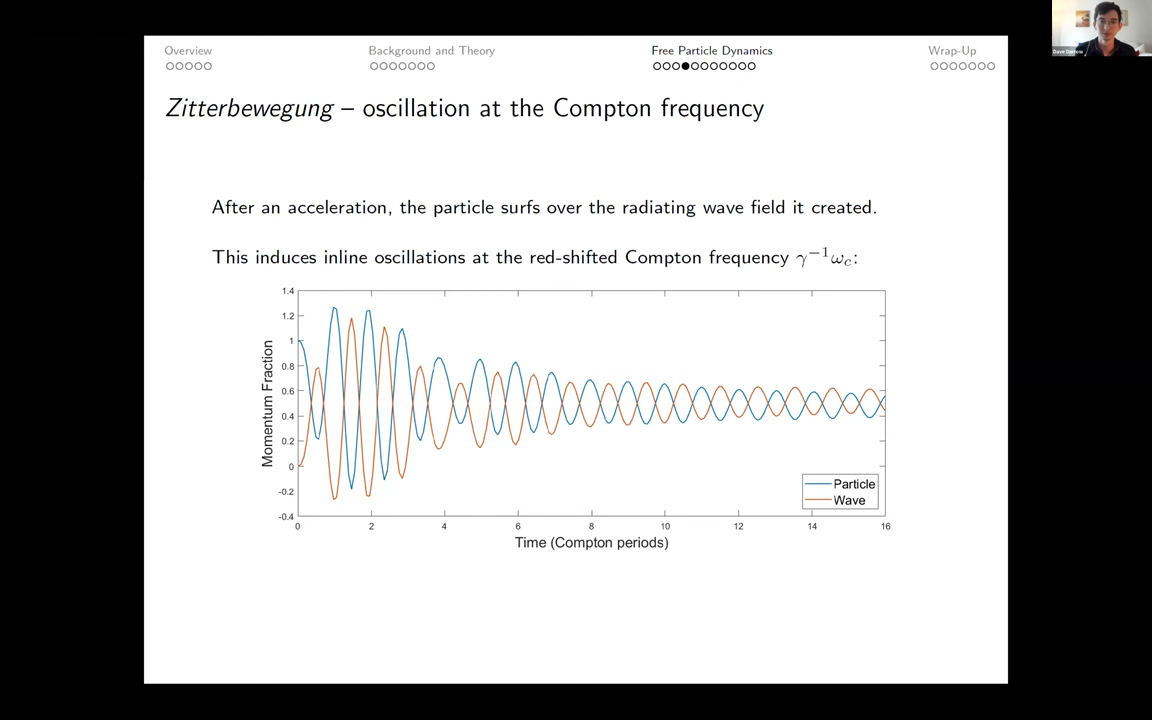 Overview Background and Theory Free Particle Dynamics Wrap-Up
Dave Darrow
Zitterbewegung – oscillation at the Compton frequency
After an acceleration, the particle surfs over the radiating wave field it created.
This induces inline oscillations at the red-shifted Compton frequency γ⁻¹ω_c:
1.4
1.2
1
0.8
0.6
0.4
0.2
0
-0.2
-0.4
Momentum Fraction
Particle
Wave
0 2 4 6 8 10 12 14 16
Time (Compton periods)